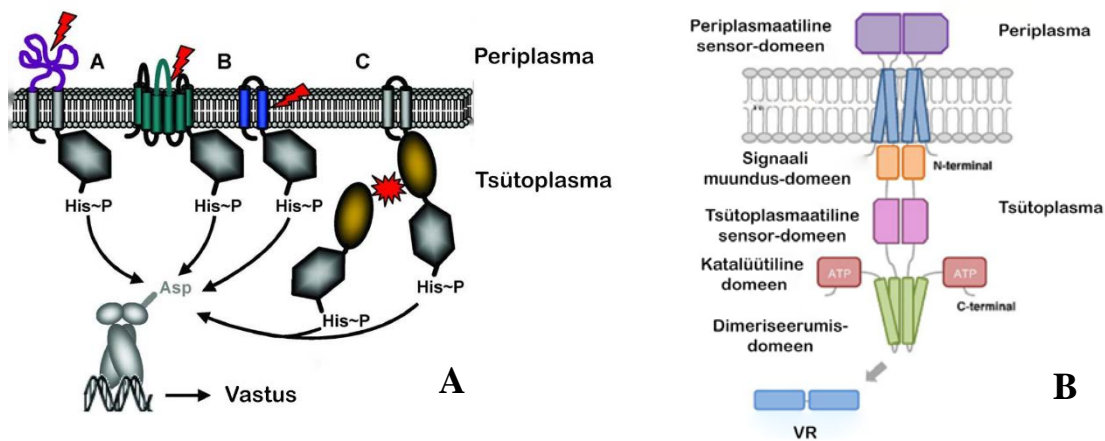 A
B
C
Periplasma
Tsütoplasma
His~P
His~P
His~P
His~P
His~P
Asp
Vastus
A
Periplasmaatiline
sensor-domeen
Periplasma
Signaali
muundus-domeen
N-terminal
Tsütoplasmaatiline
sensor-domeen
Tsütoplasma
Katalüütiline
domeen
ATP
ATP
C-terminal
Dimeriseerumis-
domeen
VR
B